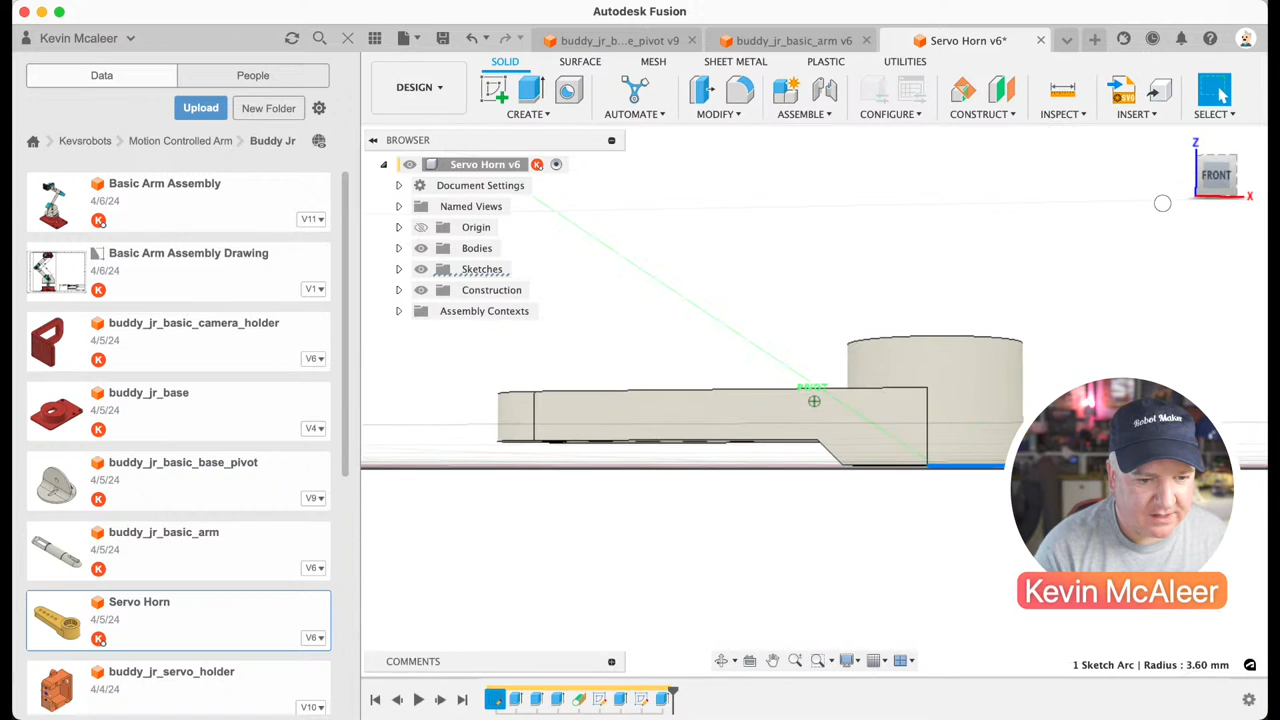 Autodesk Fusion
Kevin Mcaleer
buddy_jr_b...e_pivot v9
buddy_jr_basic_arm v6
Servo Horn v6*
Data
People
Upload
New Folder
Kevsrobots
Motion Controlled Arm
Buddy Jr
Basic Arm Assembly
4/6/24
K
V11
Basic Arm Assembly Drawing
4/6/24
K
V1
buddy_jr_basic_camera_holder
4/5/24
K
V6
buddy_jr_base
4/5/24
K
V4
buddy_jr_basic_base_pivot
4/5/24
K
V9
buddy_jr_basic_arm
4/5/24
K
V6
Servo Horn
4/5/24
K
V6
buddy_jr_servo_holder
4/4/24
V10
DESIGN
SOLID
SURFACE
MESH
SHEET METAL
PLASTIC
UTILITIES
CREATE
AUTOMATE
MODIFY
ASSEMBLE
CONFIGURE
CONSTRUCT
INSPECT
SVG
INSERT
SELECT
BROWSER
Servo Horn v6
K
Document Settings
Named Views
Origin
Bodies
Sketches
Construction
Assembly Contexts
Z
FRONT
X
PIVOT
Robot Maker
Kevin McAleer
COMMENTS
1 Sketch Arc | Radius : 3.60 mm